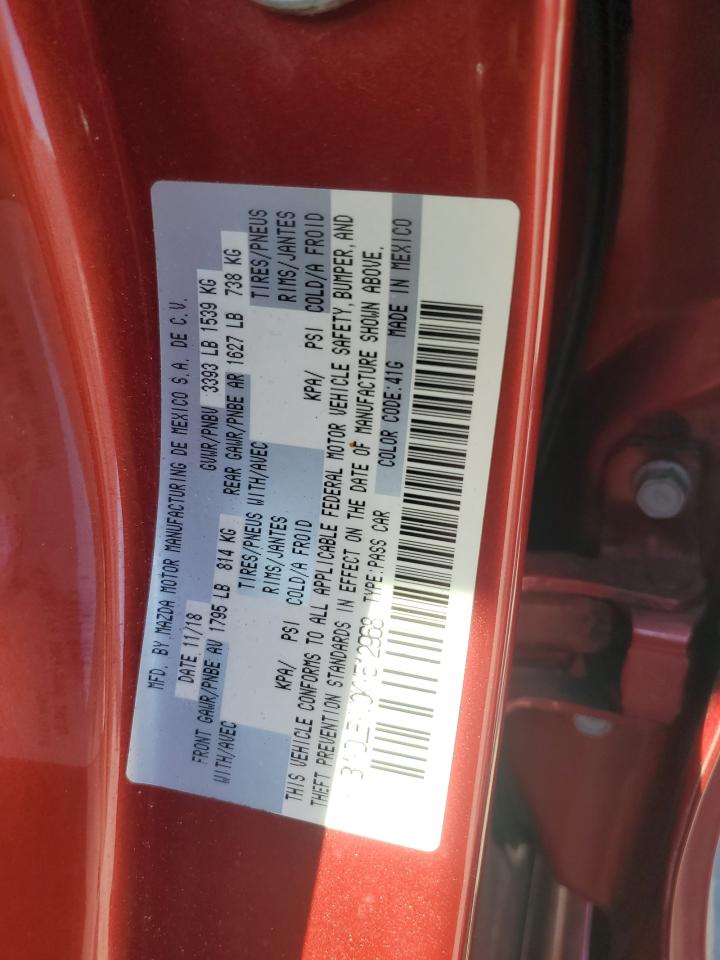 MFD. BY MAZDA MOTOR MANUFACTURING DE MEXICO S.A. DE C.V.
DATE 11/18 GVWR/PNBV 3393 LB 1539 KG
FRONT GAWR/PNBE AV 1795 LB 814 KG REAR GAWR/PNBE AR 1627 LB 738 KG
WITH/AVEC TIRES/PNEUS WITH/AVEC TIRES/PNEUS
RIMS/JANTES RIMS/JANTES
KPA/ PSI COLD/A FROID KPA/ PSI COLD/A FROID
THIS VEHICLE CONFORMS TO ALL APPLICABLE FEDERAL MOTOR VEHICLE SAFETY, BUMPER, AND
THEFT PREVENTION STANDARDS IN EFFECT ON THE DATE OF MANUFACTURE SHOWN ABOVE.
TYPE:PASS CAR COLOR CODE:41G MADE IN MEXICO